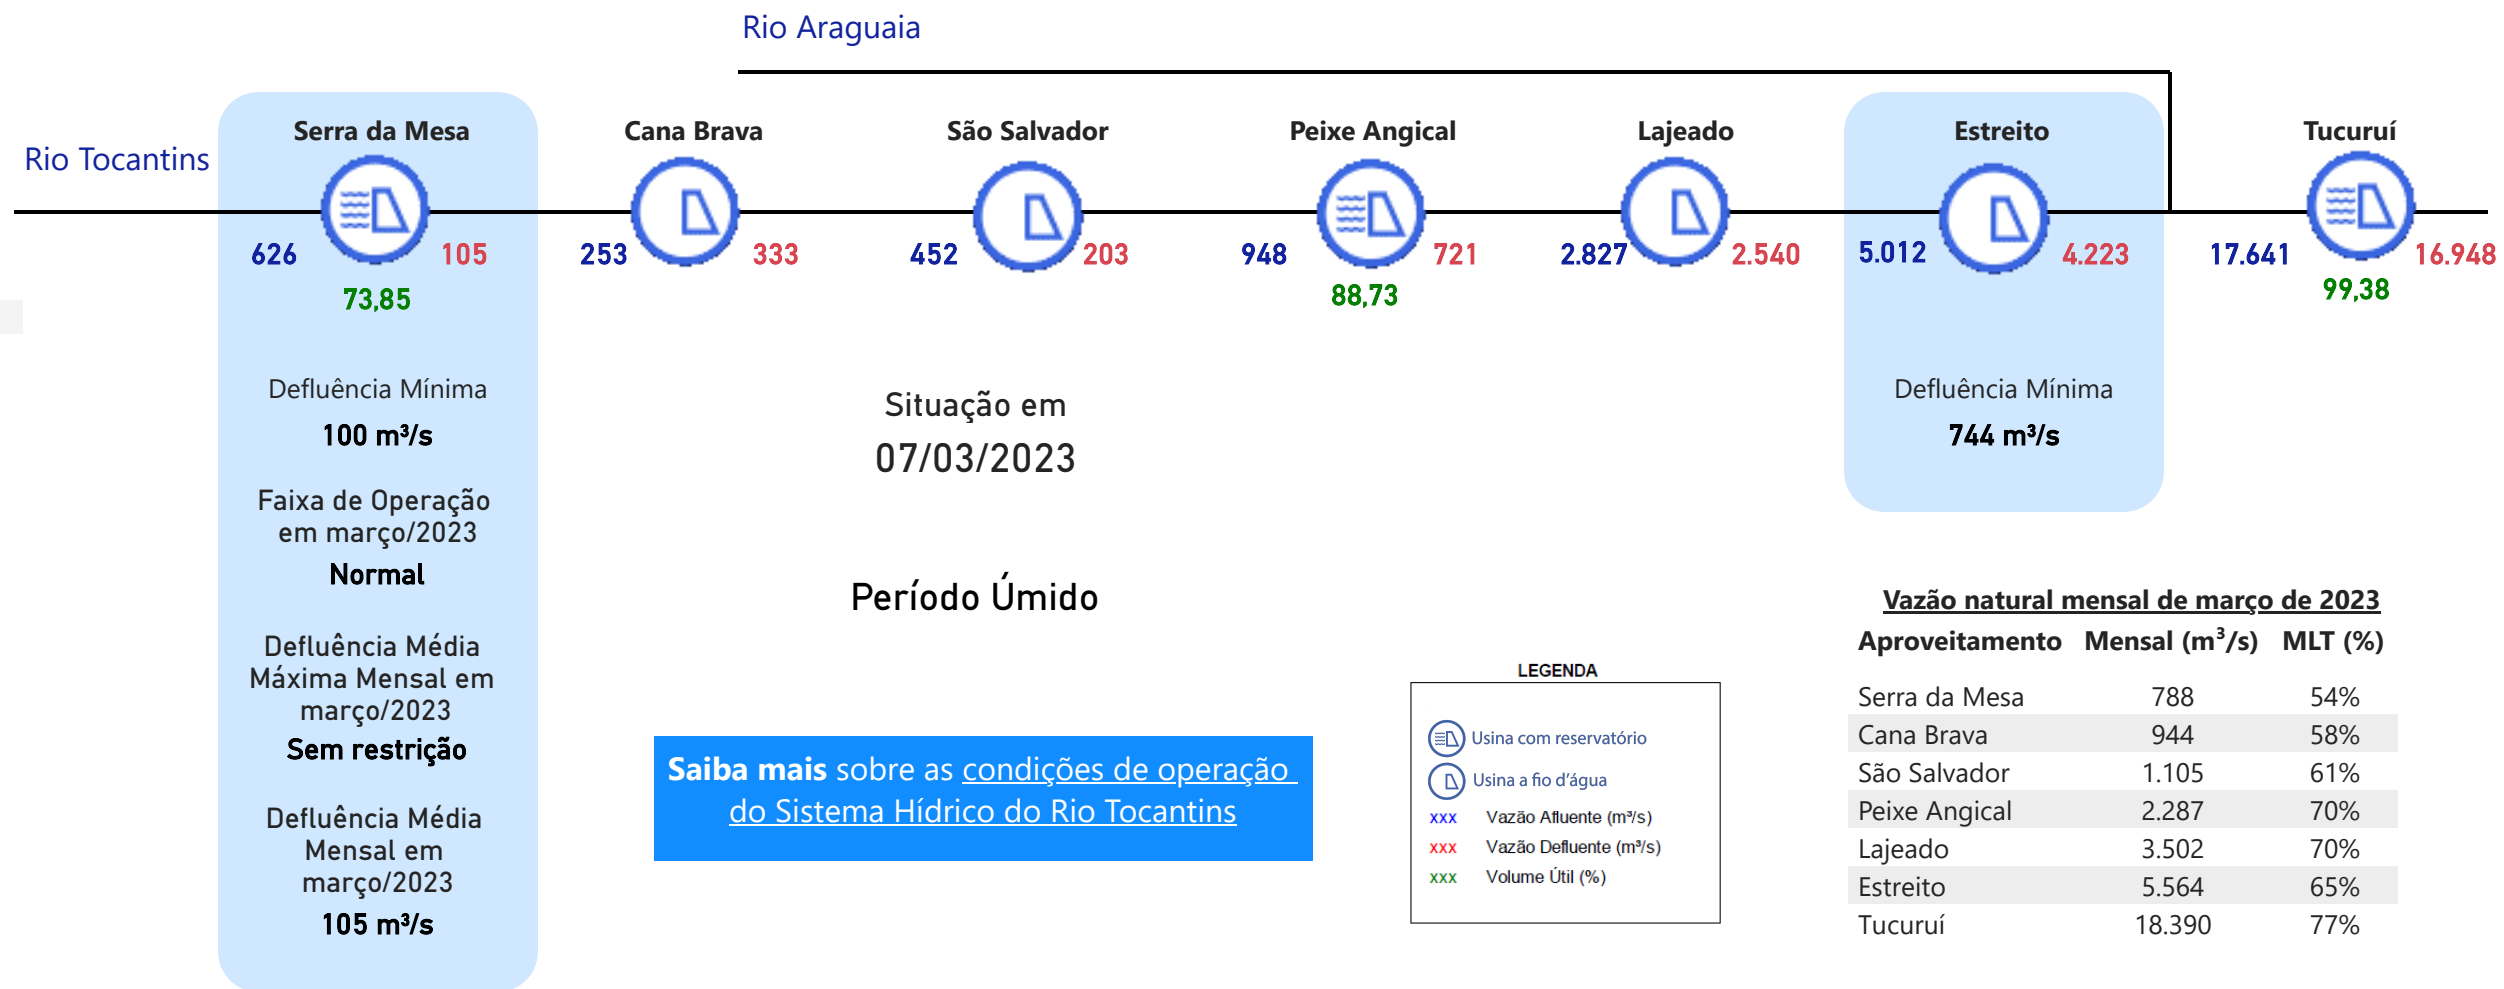 Rio Araguaia
Rio Tocantins
Serra da Mesa
Cana Brava
São Salvador
Peixe Angical
Lajeado
Estreito
Tucuruí
626
105
253
333
452
203
948
721
2.827
2.540
5.012
4.223
17.641
16.948
73,85
88,73
99,38
Defluência Mínima
100 m³/s
Faixa de Operação
em março/2023
Normal
Defluência Média
Máxima Mensal em
março/2023
Sem restrição
Defluência Média
Mensal em
março/2023
105 m³/s
Situação em
07/03/2023
Período Úmido
Saiba mais sobre as condições de operação
do Sistema Hídrico do Rio Tocantins
Defluência Mínima
744 m³/s
LEGENDA
Usina com reservatório
Usina a fio d'água
xxx Vazão Afluente (m³/s)
xxx Vazão Defluente (m³/s)
xxx Volume Útil (%)
Vazão natural mensal de março de 2023
Aproveitamento Mensal (m³/s) MLT (%)
Serra da Mesa 788 54%
Cana Brava 944 58%
São Salvador 1.105 61%
Peixe Angical 2.287 70%
Lajeado 3.502 70%
Estreito 5.564 65%
Tucuruí 18.390 77%